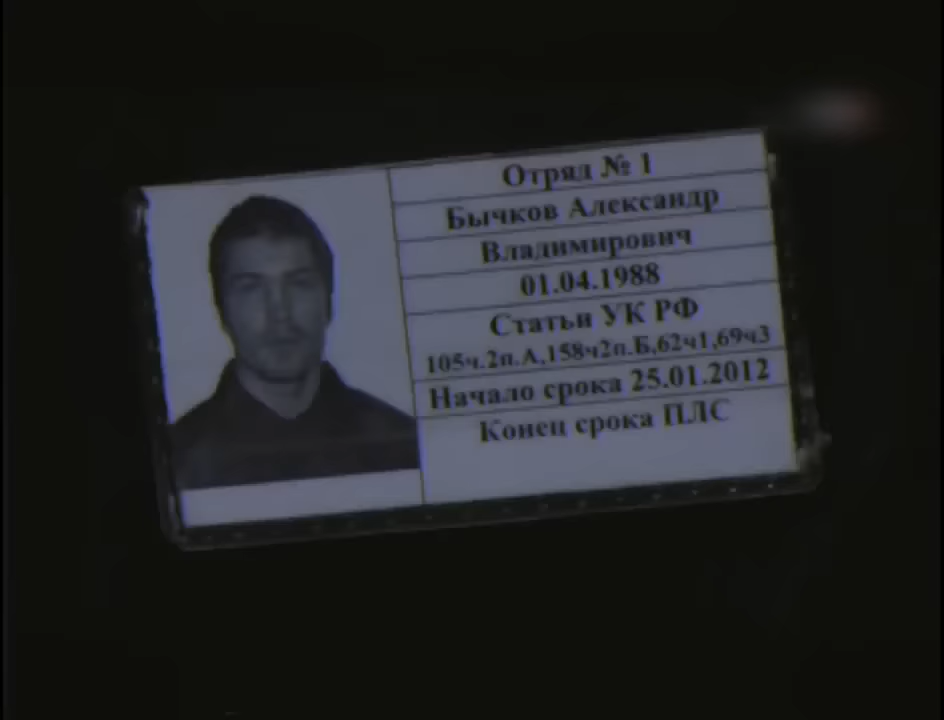 Отряд № 1
Бычков Александр
Владимирович
01.04.1988
Статьи УК РФ
105ч.2п.А,158ч2п.Б,62ч1,69ч3
Начало срока 25.01.2012
Конец срока ПЛС